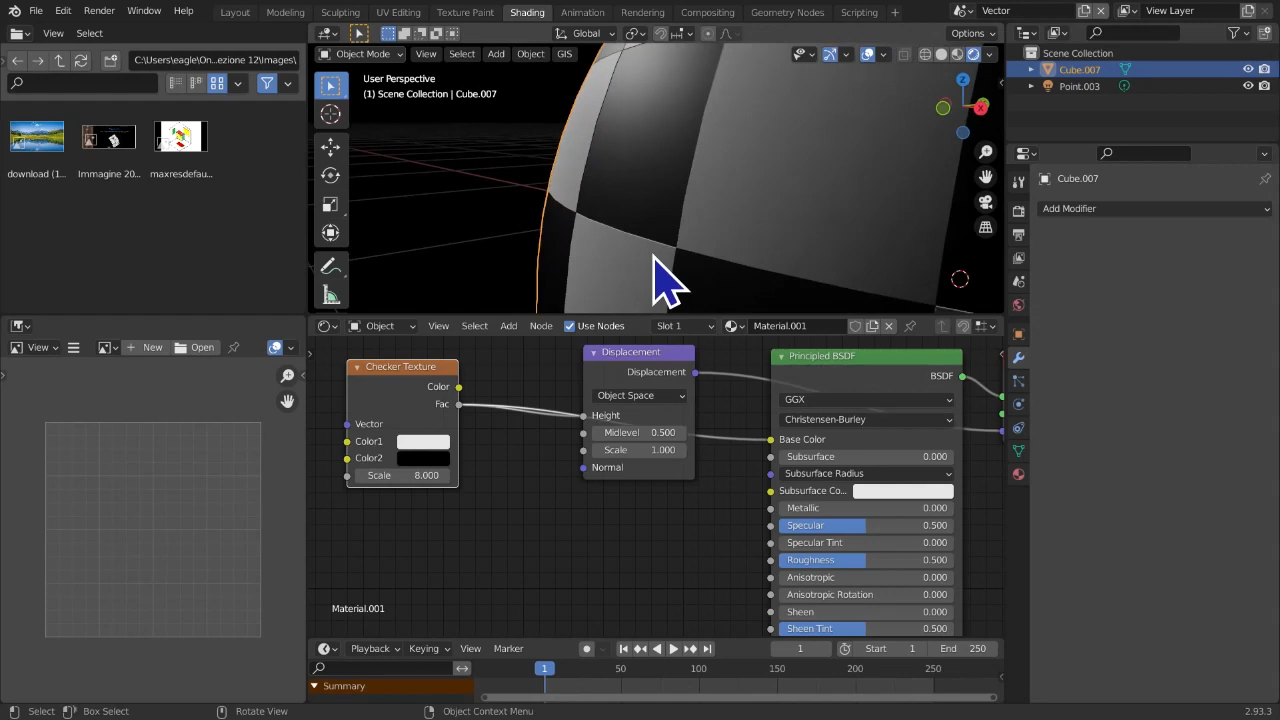 File Edit Render Window Help Layout Modeling Sculpting UV Editing Texture Paint Shading Animation Rendering Compositing Geometry Nodes Scripting + Vector View Layer
View Select
Global Options
C:\Users\eagle\On...ezione 12\Images\
Object Mode View Select Add Object GIS
User Perspective
(1) Scene Collection | Cube.007
Z
X
download (1...
Immagine 20...
maxresdefau...
Scene Collection
Cube.007
Point.003
Cube.007
Add Modifier
View New Open
Object View Select Add Node Use Nodes Slot 1 Material.001
Checker Texture
Color
Fac
Vector
Color1
Color2
Scale 8.000
Displacement
Displacement
Object Space
Height
Midlevel 0.500
Scale 1.000
Normal
Principled BSDF
BSDF
GGX
Christensen-Burley
Base Color
Subsurface 0.000
Subsurface Radius
Subsurface Co...
Metallic 0.000
Specular 0.500
Specular Tint 0.000
Roughness 0.500
Anisotropic 0.000
Anisotropic Rotation 0.000
Sheen 0.000
Sheen Tint 0.500
Material.001
Playback Keying View Marker 1 Start 1 End 250
1 50 100 150 200 250
Summary
Select Box Select Rotate View Object Context Menu 2.93.3